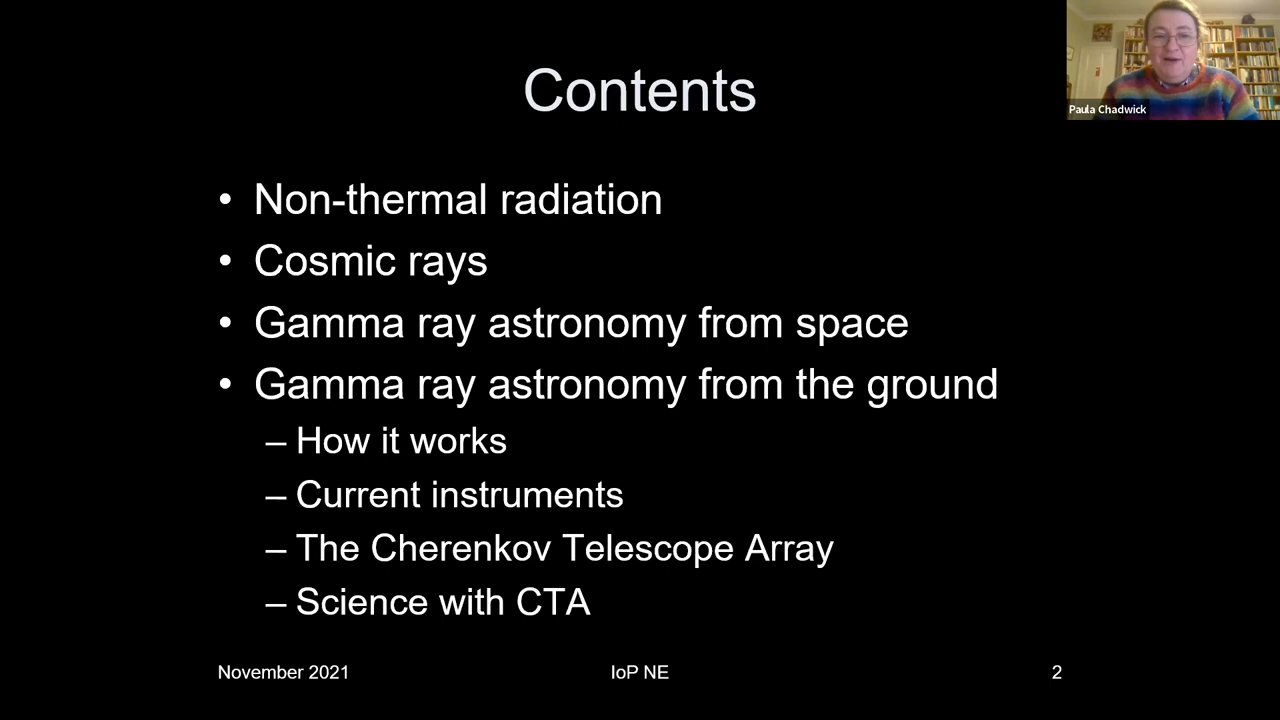 Contents
Paula Chadwick
• Non-thermal radiation
• Cosmic rays
• Gamma ray astronomy from space
• Gamma ray astronomy from the ground
– How it works
– Current instruments
– The Cherenkov Telescope Array
– Science with CTA
November 2021
IoP NE
2